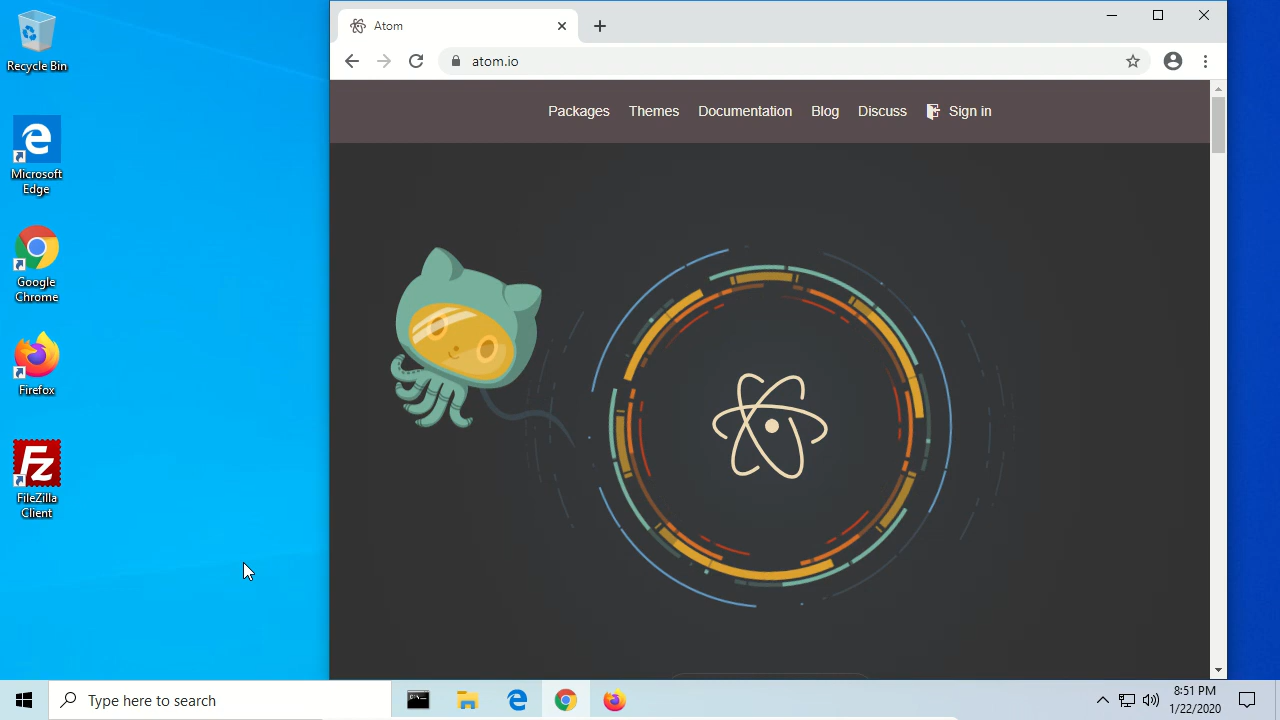 Recycle Bin
Microsoft
Edge
Google
Chrome
Firefox
FileZilla
Client
Atom
atom.io
Packages Themes Documentation Blog Discuss Sign in
Type here to search
8:51 PM
1/22/2020